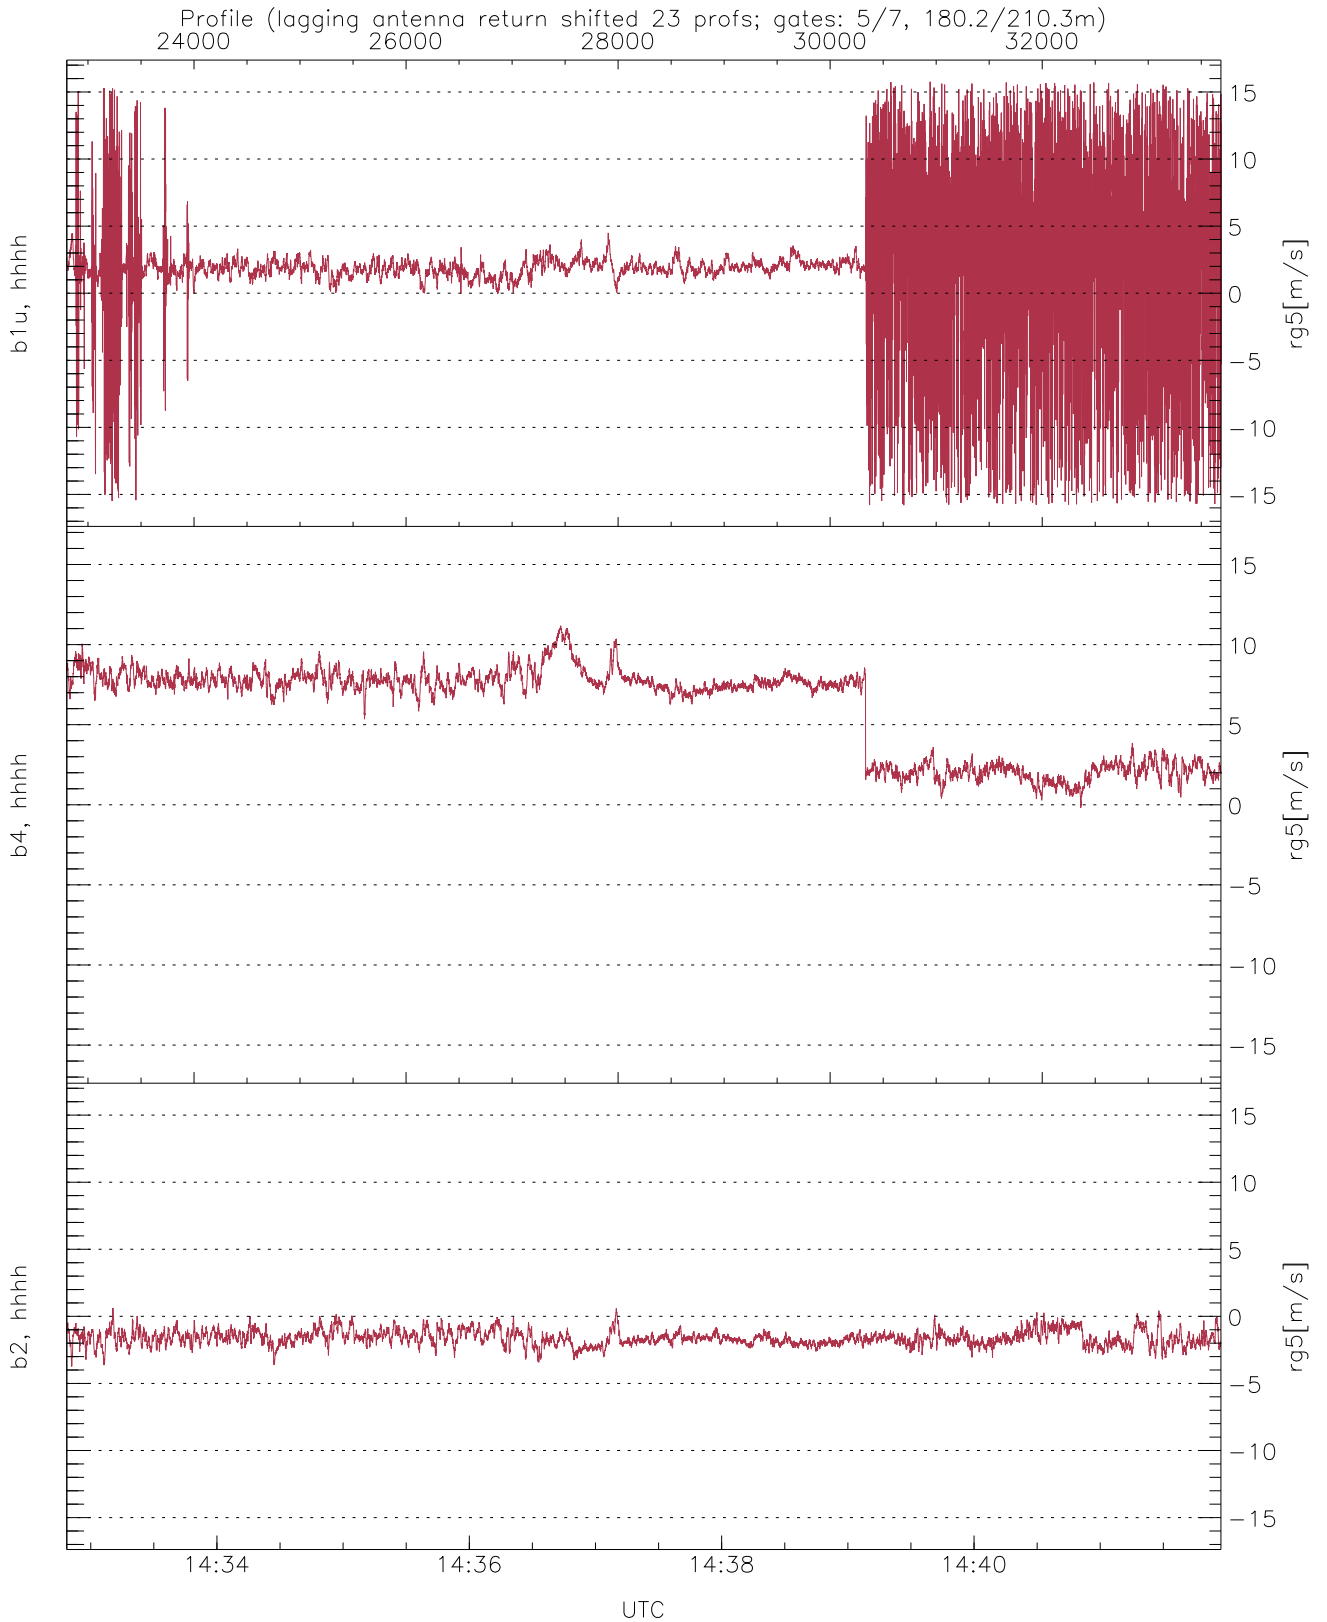 Profile (lagging antenna return shifted 23 profs; gates: 5/7, 180.2/210.3m)
24000 26000 28000 30000 32000
b1u, hhhh
15
10
5
0
−5
−10
−15
rg5[m/s]
b4, hhhh
15
10
5
0
−5
−10
−15
rg5[m/s]
b2, hhhh
15
10
5
0
−5
−10
−15
rg5[m/s]
14:34 14:36 14:38 14:40
UTC